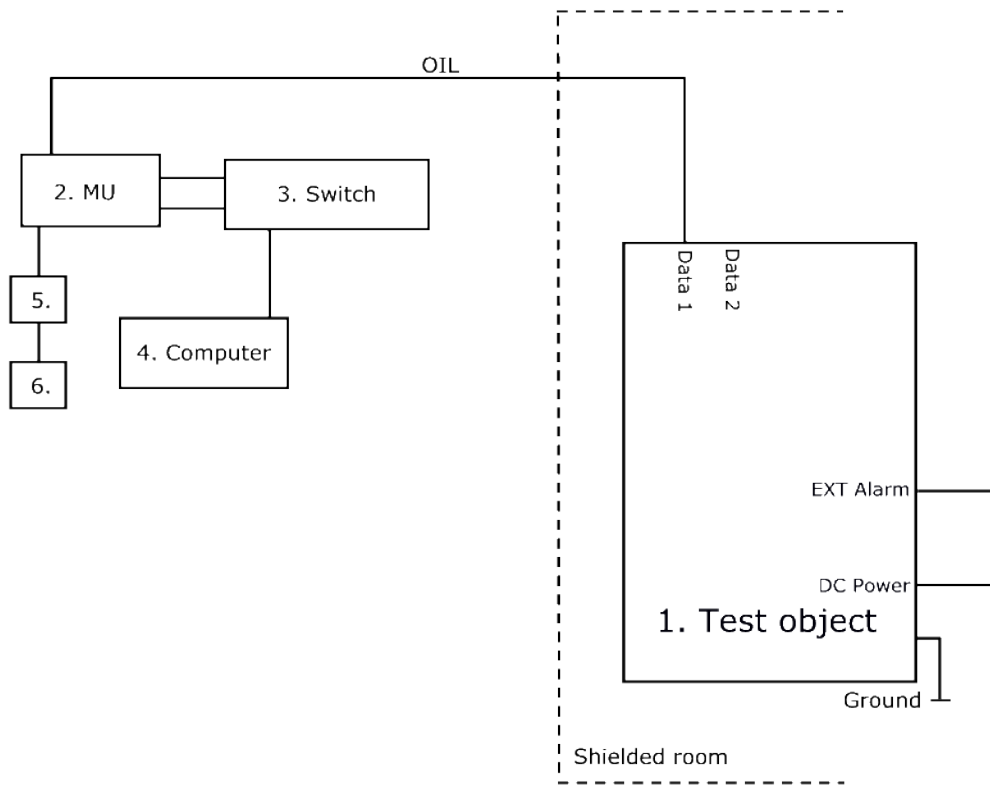 OIL
2. MU
3. Switch
5.
4. Computer
6.
Data 1
Data 2
EXT Alarm
DC Power
1. Test object
Ground
Shielded room